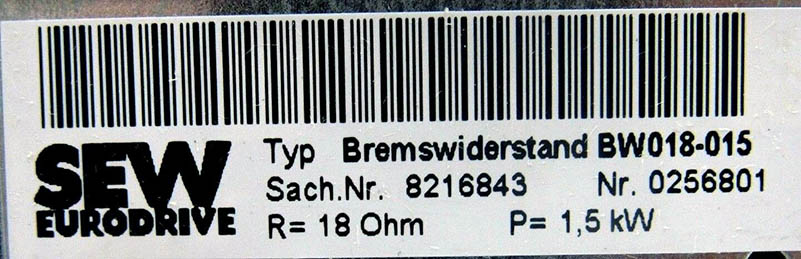 SEW
EURODRIVE
Typ Bremswiderstand BW018-015
Sach.Nr. 8216843 Nr. 0256801
R= 18 Ohm P= 1,5 kW